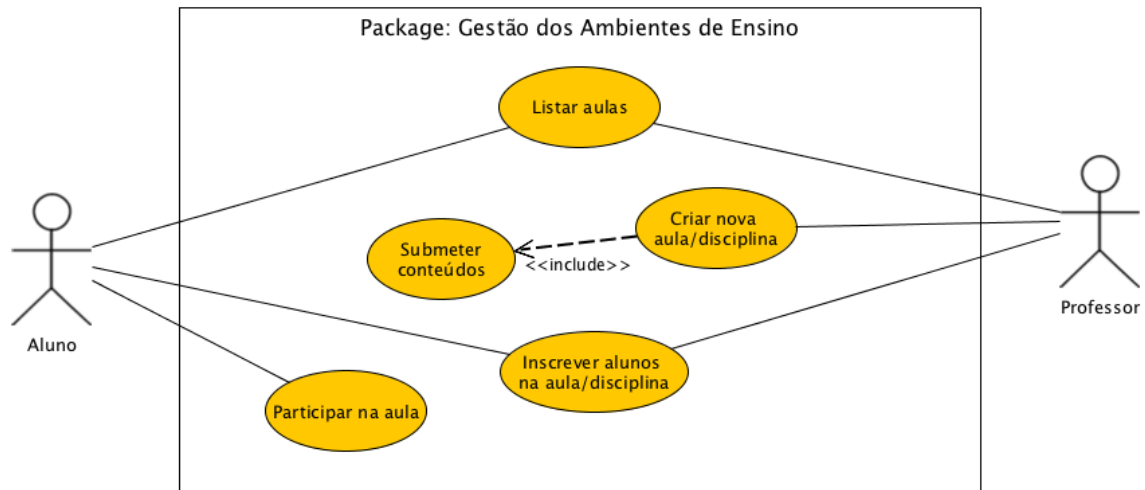 Package: Gestão dos Ambientes de Ensino
Listar aulas
Criar nova
aula/disciplina
Submeter
conteúdos
<<include>>
Professor
Aluno
Inscrever alunos
na aula/disciplina
Participar na aula